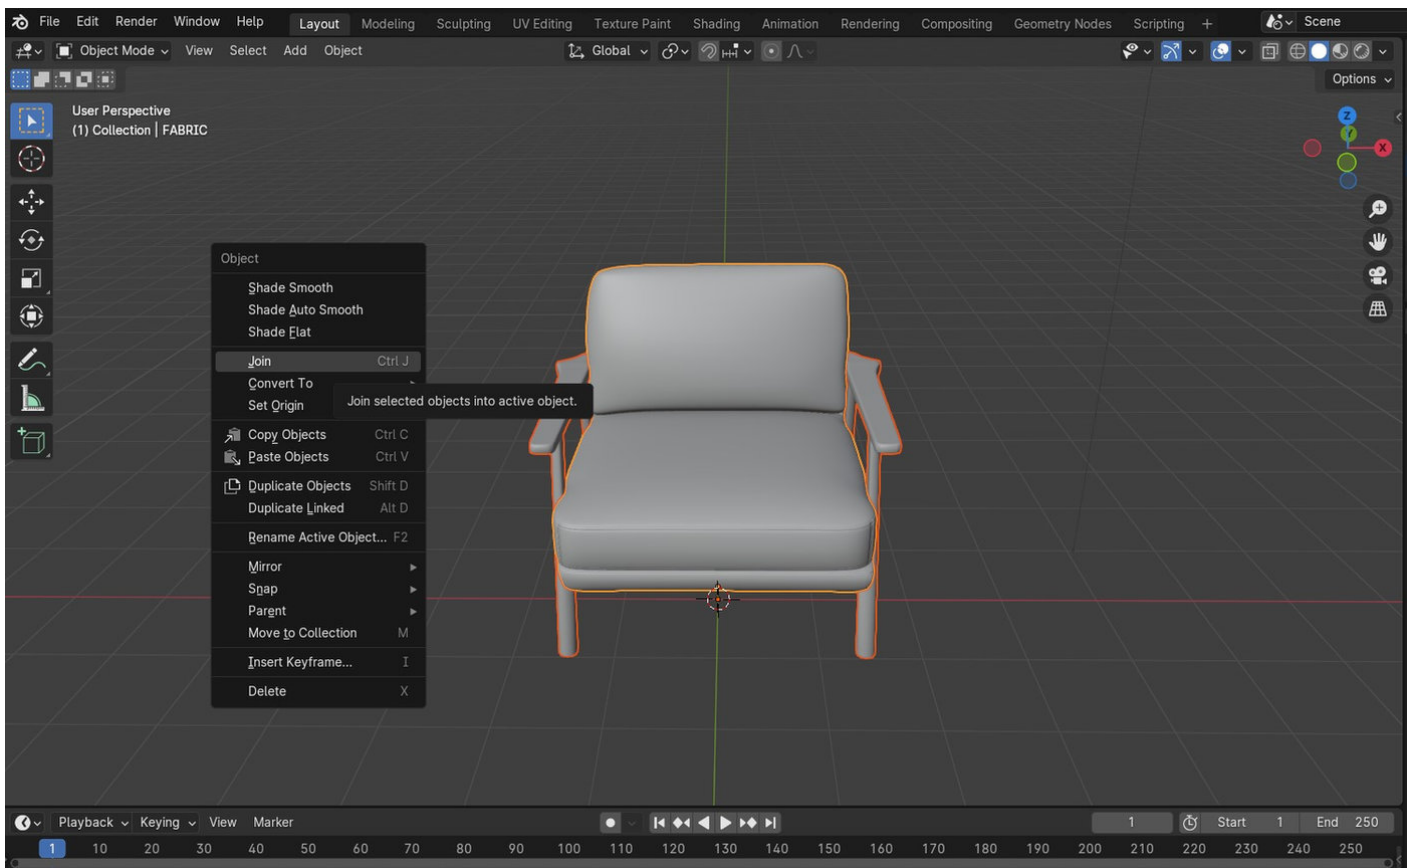 File Edit Render Window Help Layout Modeling Sculpting UV Editing Texture Paint Shading Animation Rendering Compositing Geometry Nodes Scripting + Scene
Object Mode View Select Add Object Global
Options
User Perspective
(1) Collection | FABRIC
Z
Y
X
Object
Shade Smooth
Shade Auto Smooth
Shade Flat
Join Ctrl J
Convert To
Set Origin
Join selected objects into active object.
Copy Objects Ctrl C
Paste Objects Ctrl V
Duplicate Objects Shift D
Duplicate Linked Alt D
Rename Active Object... F2
Mirror
Snap
Parent
Move to Collection M
Insert Keyframe... I
Delete X
Playback Keying View Marker 1 Start 1 End 250
1 10 20 30 40 50 60 70 80 90 100 110 120 130 140 150 160 170 180 190 200 210 220 230 240 250